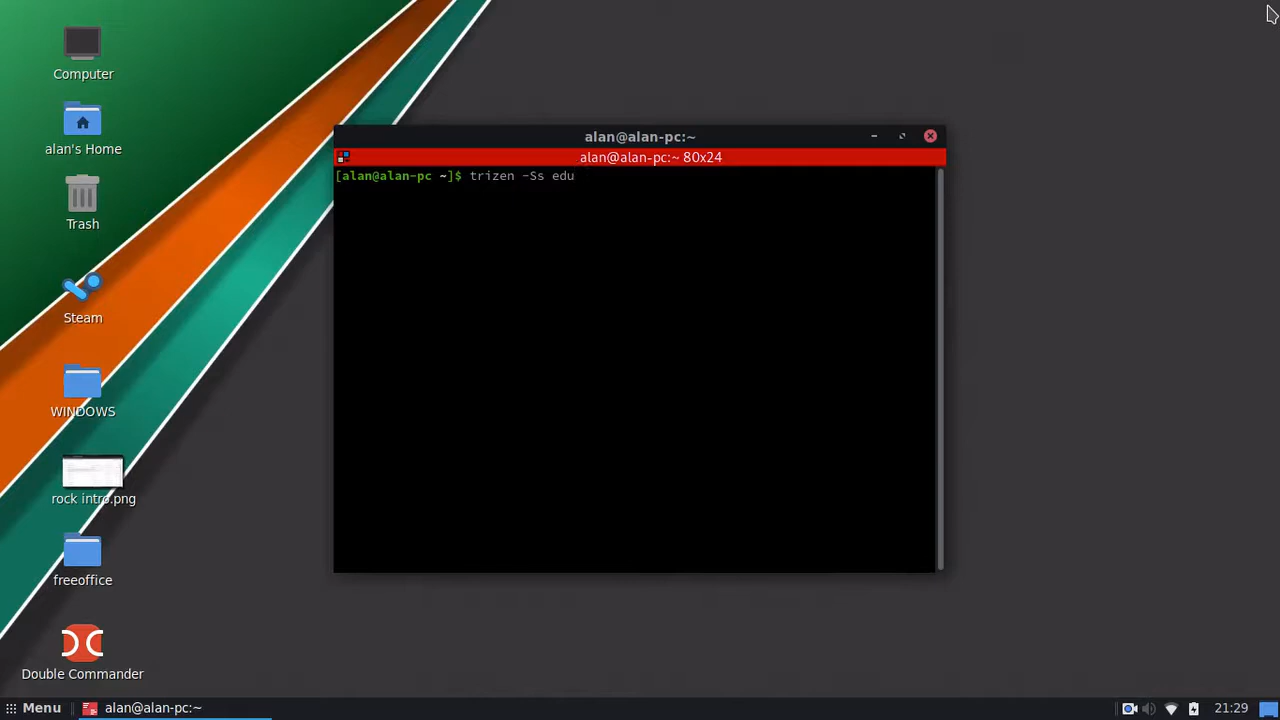 Computer
alan's Home
Trash
Steam
WINDOWS
rock intro.png
freeoffice
Double Commander
alan@alan-pc:~
alan@alan-pc:~ 80x24
[alan@alan-pc ~]$ trizen -Ss edu
Menu
alan@alan-pc:~
21:29